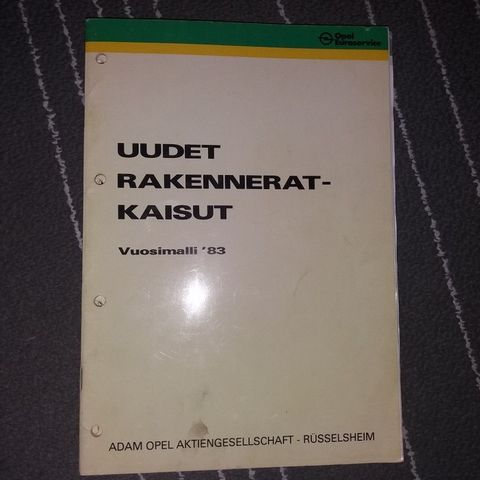 Opel
Euroservice
UUDET
RAKENNERAT-
KAISUT
Vuosimalli '83
ADAM OPEL AKTIENGESELLSCHAFT - RÜSSELSHEIM